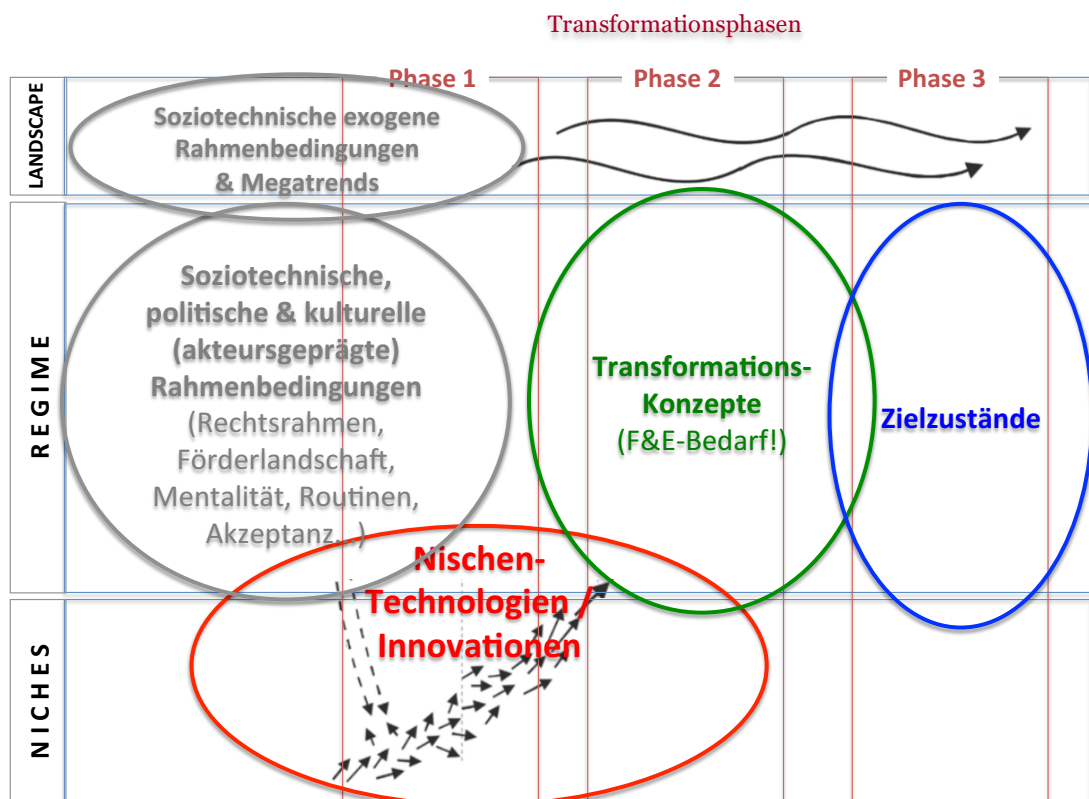 Transformationsphasen
Phase 1
Phase 2
Phase 3
LANDSCAPE
Soziotechnische exogene
Rahmenbedingungen
& Megatrends
REGIME
Soziotechnische,
politische & kulturelle
(akteursgeprägte)
Rahmenbedingungen
(Rechtsrahmen,
Förderlandschaft,
Mentalität, Routinen,
Akzeptanz...)
Transformations-
Konzepte
(F&E-Bedarf!)
Zielzustände
NICHES
Nischen-
Technologien /
Innovationen